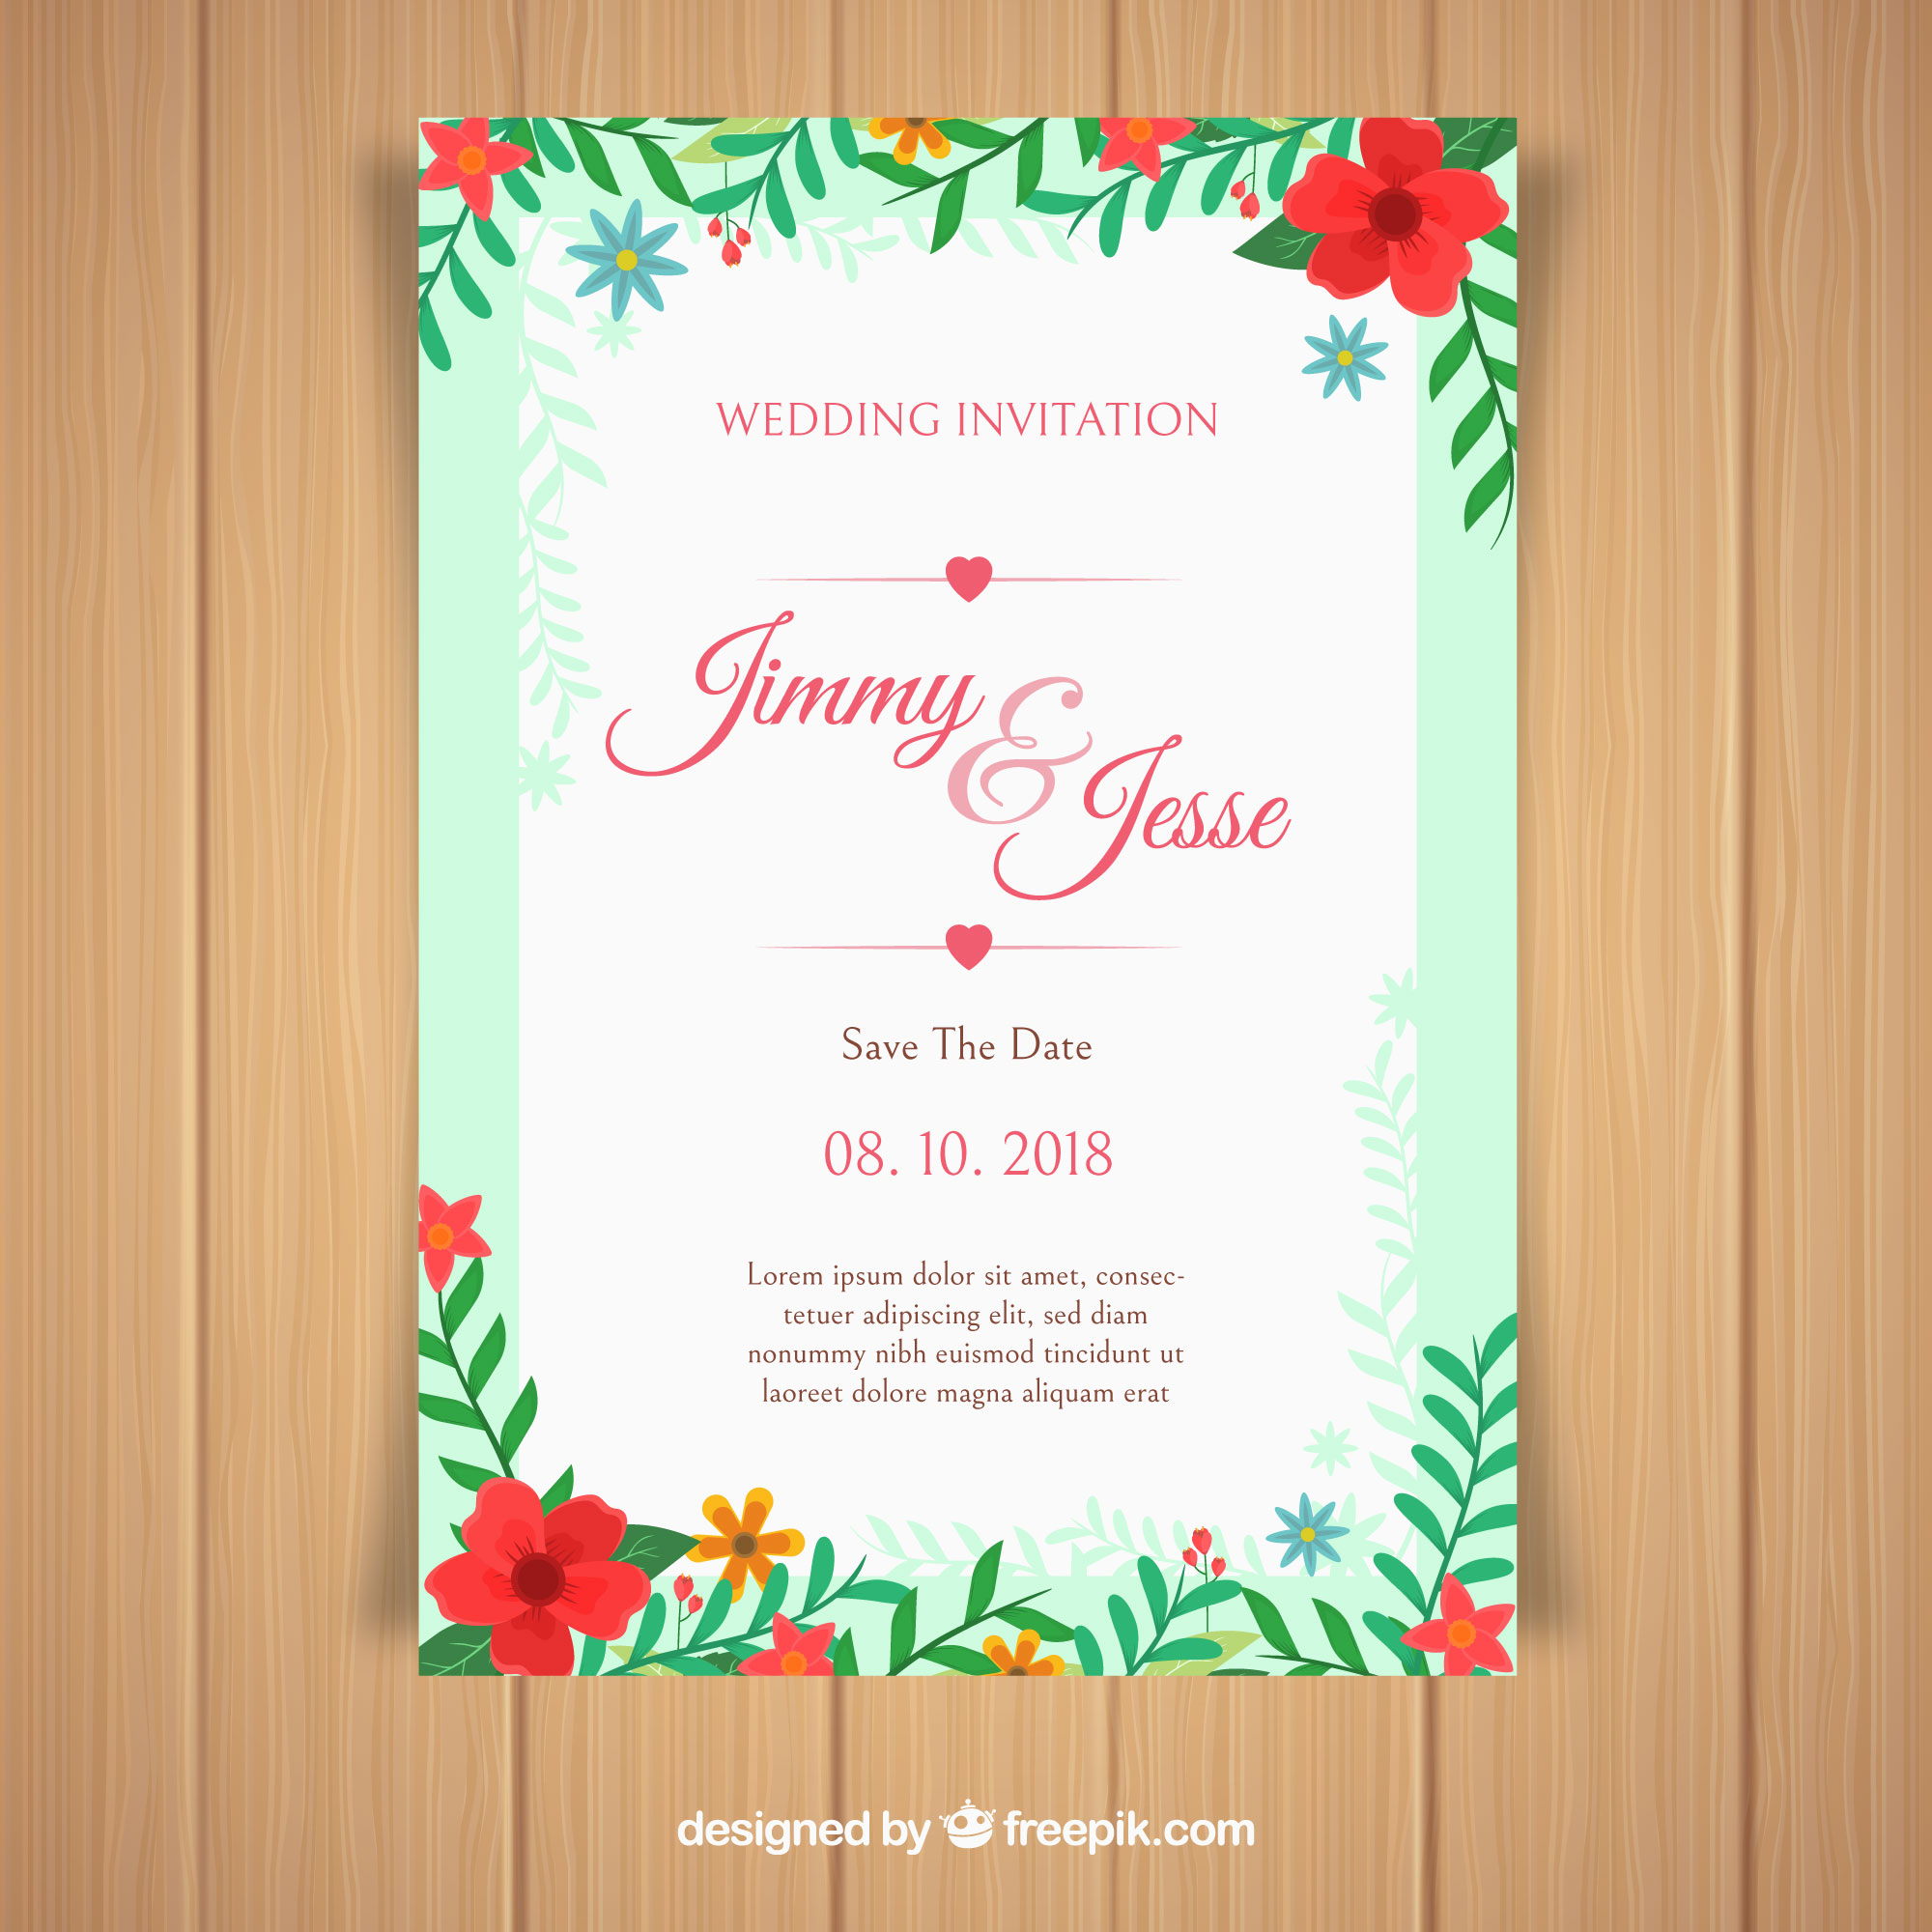 WEDDING INVITATION
Jimmy
&
Jesse
Save The Date
08. 10. 2018
Lorem ipsum dolor sit amet, consec-
tetuer adipiscing elit, sed diam
nonummy nibh euismod tincidunt ut
laoreet dolore magna aliquam erat
designed by freepik.com